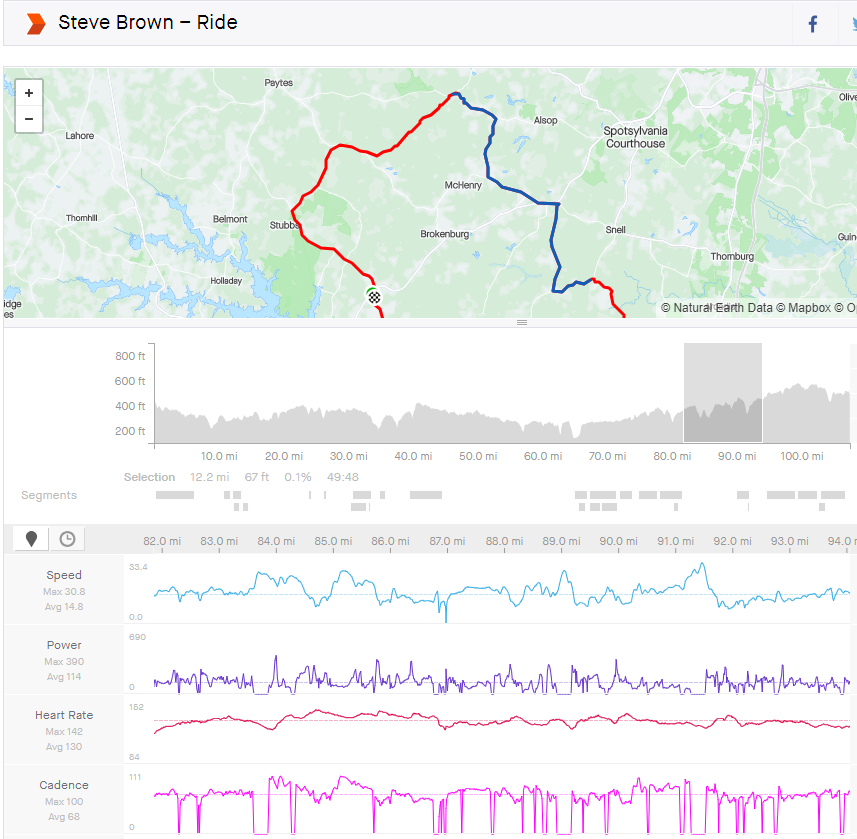 Steve Brown – Ride
+
−
Paytes
Lahore
Alsop
Spotsylvania
Courthouse
Thornhill
McHenry
Belmont
Stubbs
Brokenburg
Snell
Thornburg
Holladay
© Natural Earth Data © Mapbox ©
800 ft
600 ft
400 ft
200 ft
10.0 mi 20.0 mi 30.0 mi 40.0 mi 50.0 mi 60.0 mi 70.0 mi 80.0 mi 90.0 mi 100.0 mi
Selection 12.2 mi 67 ft 0.1% 49:48
Segments
82.0 mi 83.0 mi 84.0 mi 85.0 mi 86.0 mi 87.0 mi 88.0 mi 89.0 mi 90.0 mi 91.0 mi 92.0 mi 93.0 mi 94.0
Speed
Max 30.8
Avg 14.8
33.4
0.0
Power
Max 390
Avg 114
690
0
Heart Rate
Max 142
Avg 130
162
84
Cadence
Max 100
Avg 68
111
0